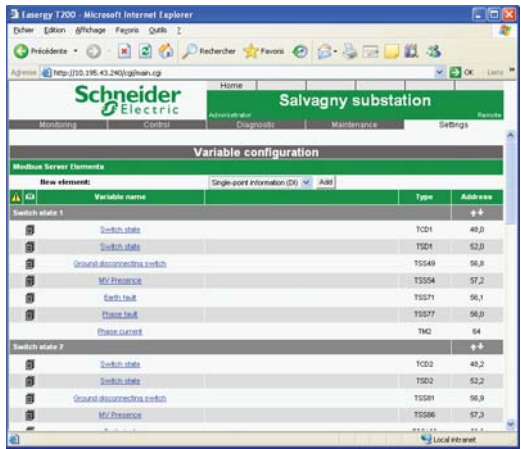 Easergy T200 - Microsoft Internet Explorer
Fichier Edition Affichage Favoris Outils ?
Précédente Rechercher Favoris
Adresse http://10.195.43.240/cgi/main.cgi OK Liens »
Schneider Electric
Home
Salvagny substation
Administrator Remote
Monitoring Control Diagnostic Maintenance Settings
Variable configuration
Modbus Server Elements
New element: Single-point information (DI) Add
Variable name Type Address
Switch state 1
Switch state TCD1 48,0
Switch state TSD1 52,0
Ground disconnecting switch TSS49 56,8
MV Presence TSS54 57,2
Earth fault TSS71 56,1
Phase fault TSS77 56,0
Phase current TM2 64
Switch state 2
Switch state TCD2 48,2
Switch state TSD2 52,2
Ground disconnecting switch TSS81 56,9
MV Presence TSS86 57,3
Local intranet